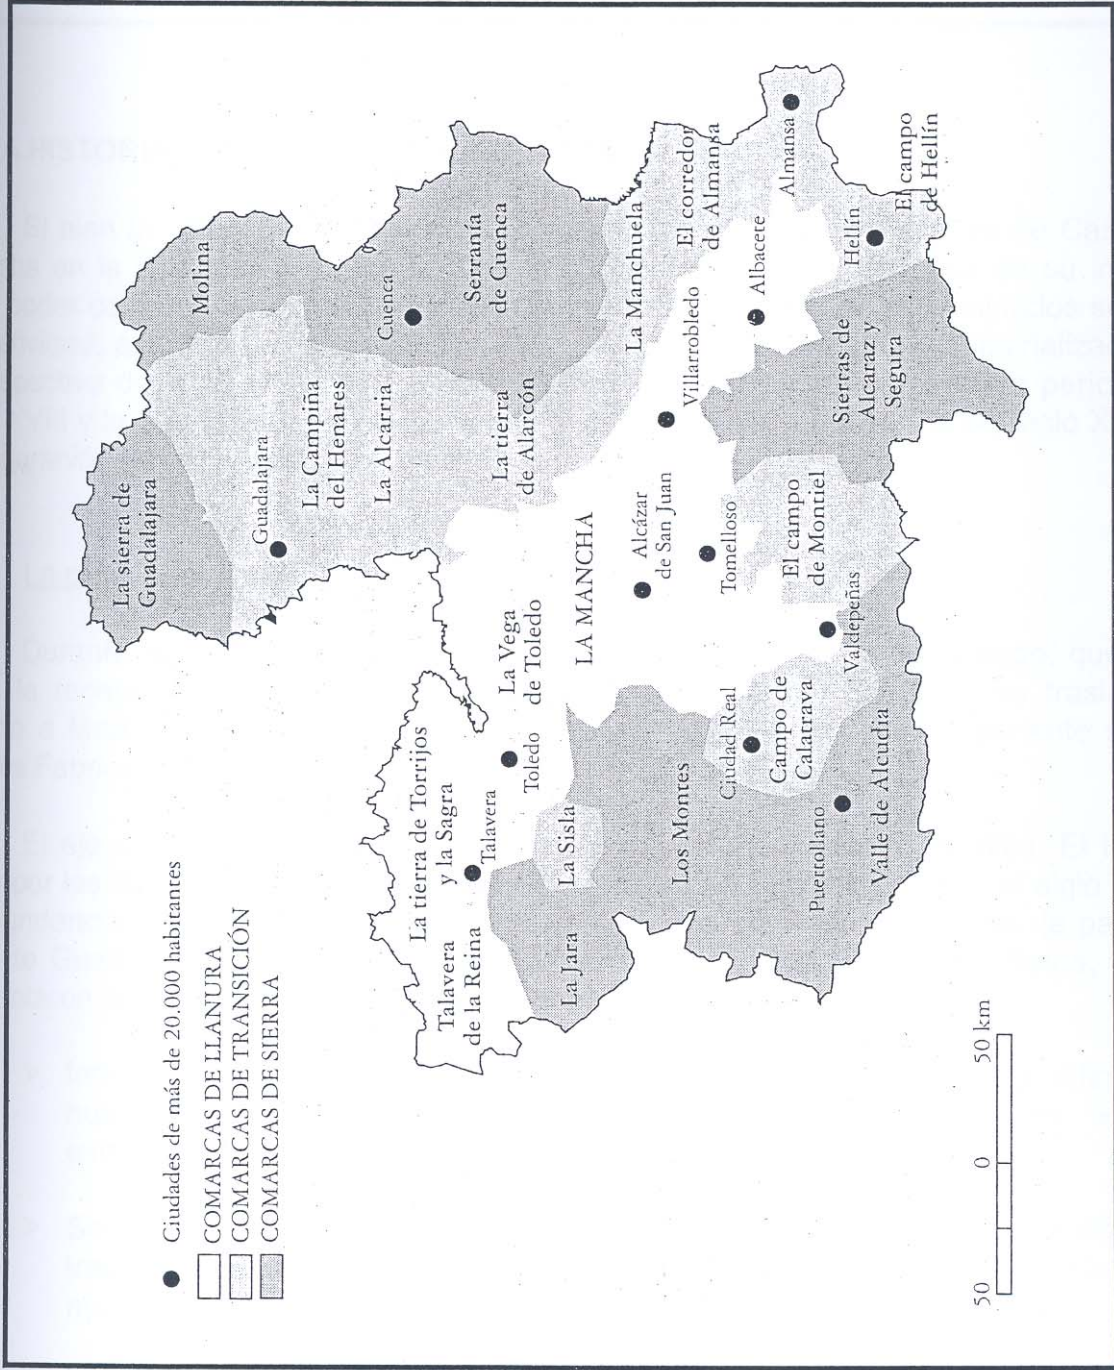 Ciudades de más de 20.000 habitantes
COMARCAS DE LLANURA
COMARCAS DE TRANSICIÓN
COMARCAS DE SIERRA
La sierra de
Guadalajara
Molina
Guadalajara
La Campiña
del Henares
La Alcarria
Cuenca
Serranía
de Cuenca
La tierra
de Alarcón
La tierra de Torrijos
y la Sagra
Talavera
de la Reina
Talavera
Toledo
La Vega
de Toledo
La Jara
La Sisla
LA MANCHA
La Manchuela
Alcázar
de San Juan
Villarrobledo
El corredor
de Almansa
Los Montes
Tomelloso
Ciudad Real
Campo de
Calatrava
Albacete
Almansa
El campo
de Montiel
Valdepeñas
Puertollano
Valle de Alcudia
Sierras de
Alcaraz y
Segura
Hellín
El campo
de Hellín
50 0 50 km